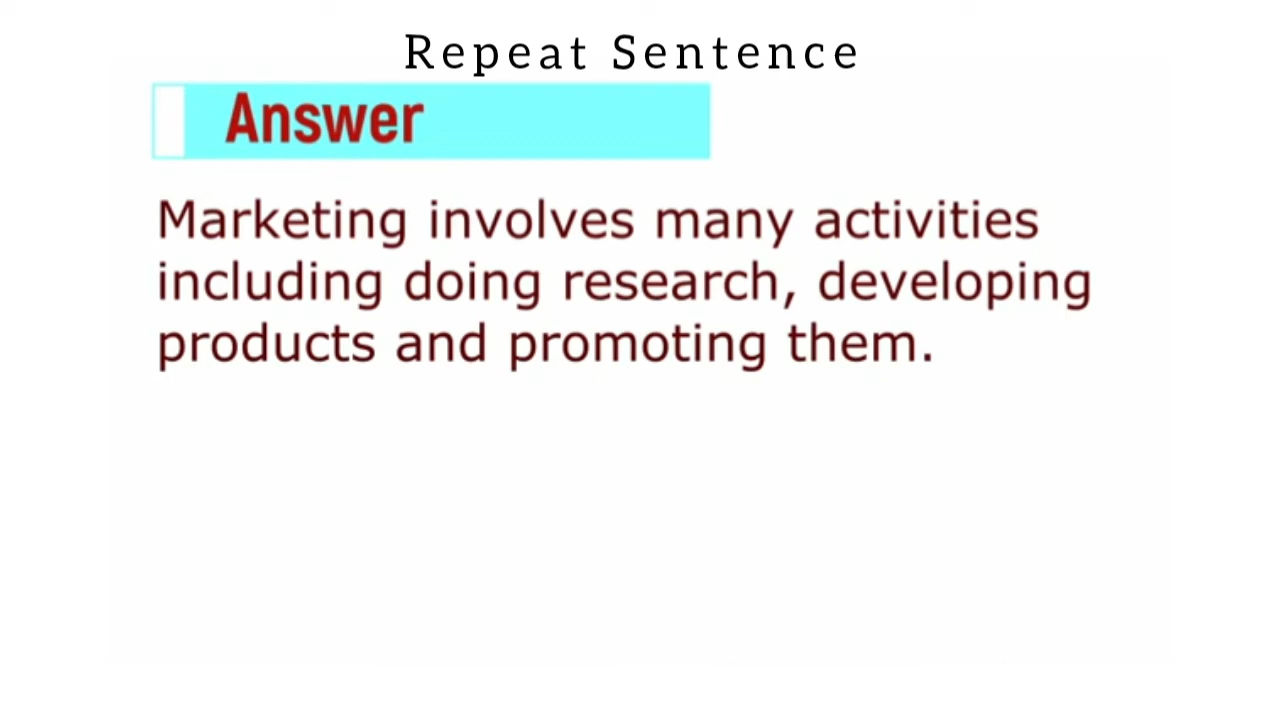 Repeat Sentence
Answer
Marketing involves many activities
including doing research, developing
products and promoting them.